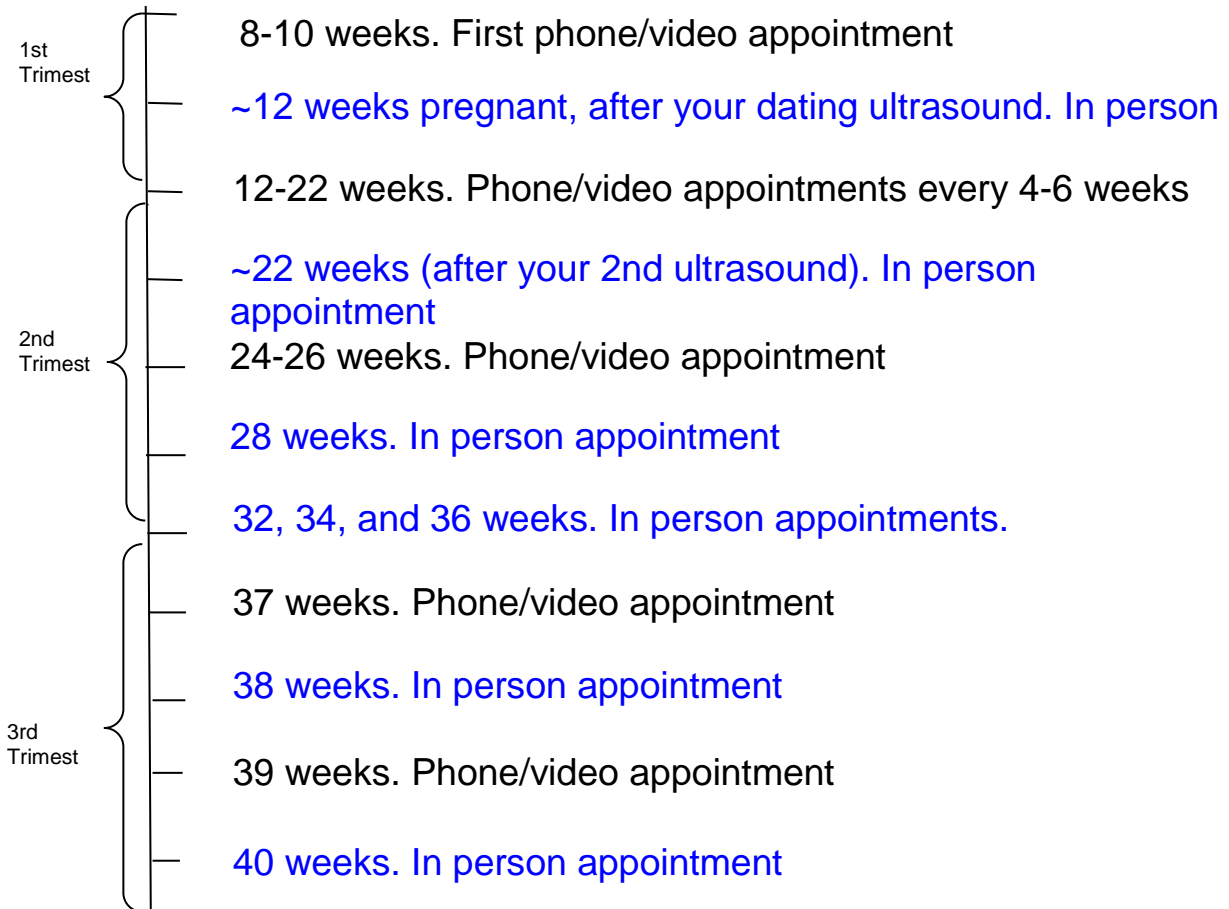 1st
Trimest
8-10 weeks. First phone/video appointment
~12 weeks pregnant, after your dating ultrasound. In person
12-22 weeks. Phone/video appointments every 4-6 weeks
~22 weeks (after your 2nd ultrasound). In person
appointment
2nd
Trimest
24-26 weeks. Phone/video appointment
28 weeks. In person appointment
32, 34, and 36 weeks. In person appointments.
37 weeks. Phone/video appointment
38 weeks. In person appointment
3rd
Trimest
39 weeks. Phone/video appointment
40 weeks. In person appointment